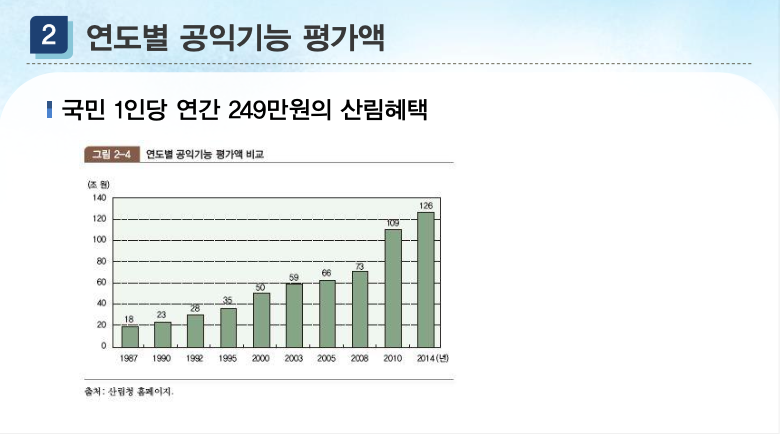 2 연도별 공익기능 평가액
국민 1인당 연간 249만원의 산림혜택
그림 2-4 연도별 공익기능 평가액 비교
(조 원)
140
120
100
80
60
40
20
0
18 23 28 35 50 59 66 73 109 126
1987 1990 1992 1995 2000 2003 2005 2008 2010 2014(년)
출처: 산림청 홈페이지.